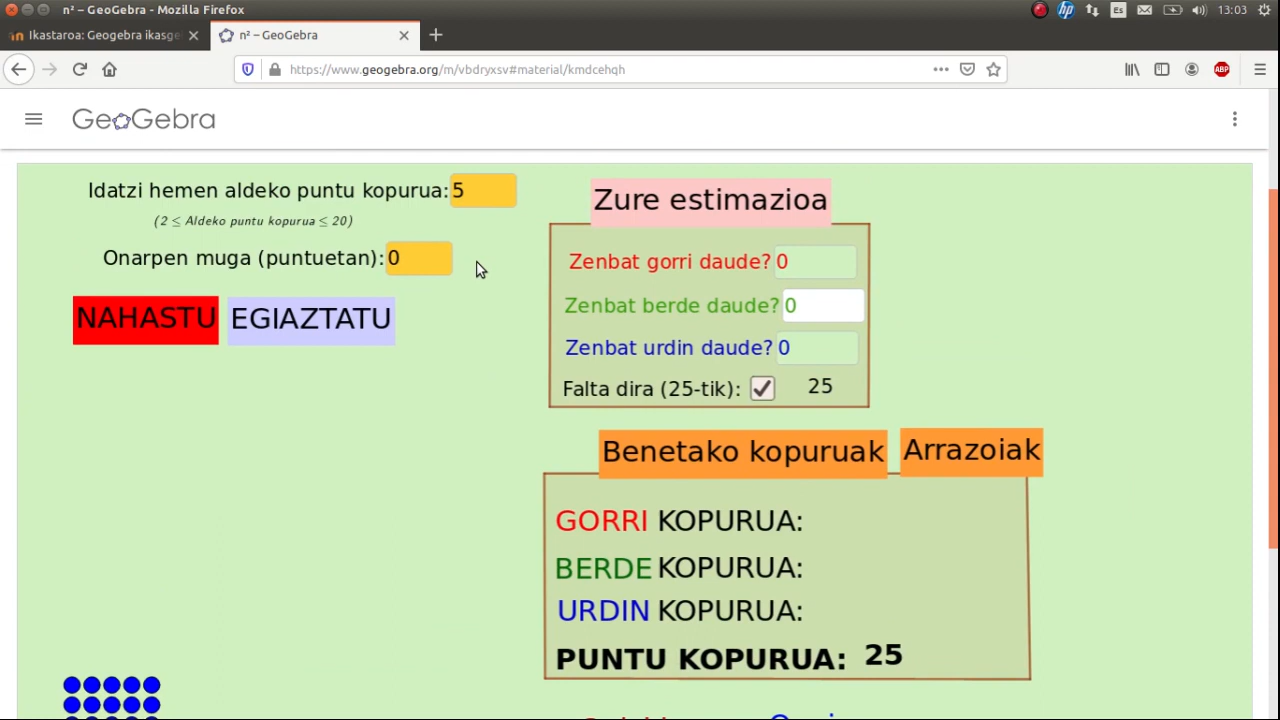 n² – GeoGebra - Mozilla Firefox
Es
13:03
Ikastaroa: Geogebra ikasge
n² – GeoGebra
https://www.geogebra.org/m/vbdryxsv#material/kmdcehqh
ABP
GeoGebra
Idatzi hemen aldeko puntu kopurua: 5
(2 ≤ Aldeko puntu kopurua ≤ 20)
Onarpen muga (puntuetan): 0
NAHASTU EGIAZTATU
Zure estimazioa
Zenbat gorri daude? 0
Zenbat berde daude? 0
Zenbat urdin daude? 0
Falta dira (25-tik): 25
Benetako kopuruak Arrazoiak
GORRI KOPURUA:
BERDE KOPURUA:
URDIN KOPURUA:
PUNTU KOPURUA: 25